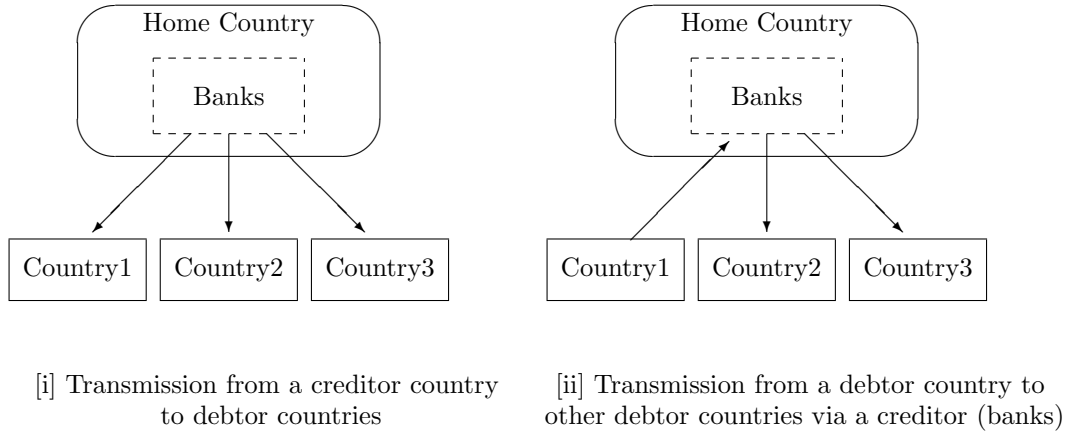 Home Country
Banks
Country1 Country2 Country3
[i] Transmission from a creditor country
to debtor countries
Home Country
Banks
Country1 Country2 Country3
[ii] Transmission from a debtor country to
other debtor countries via a creditor (banks)